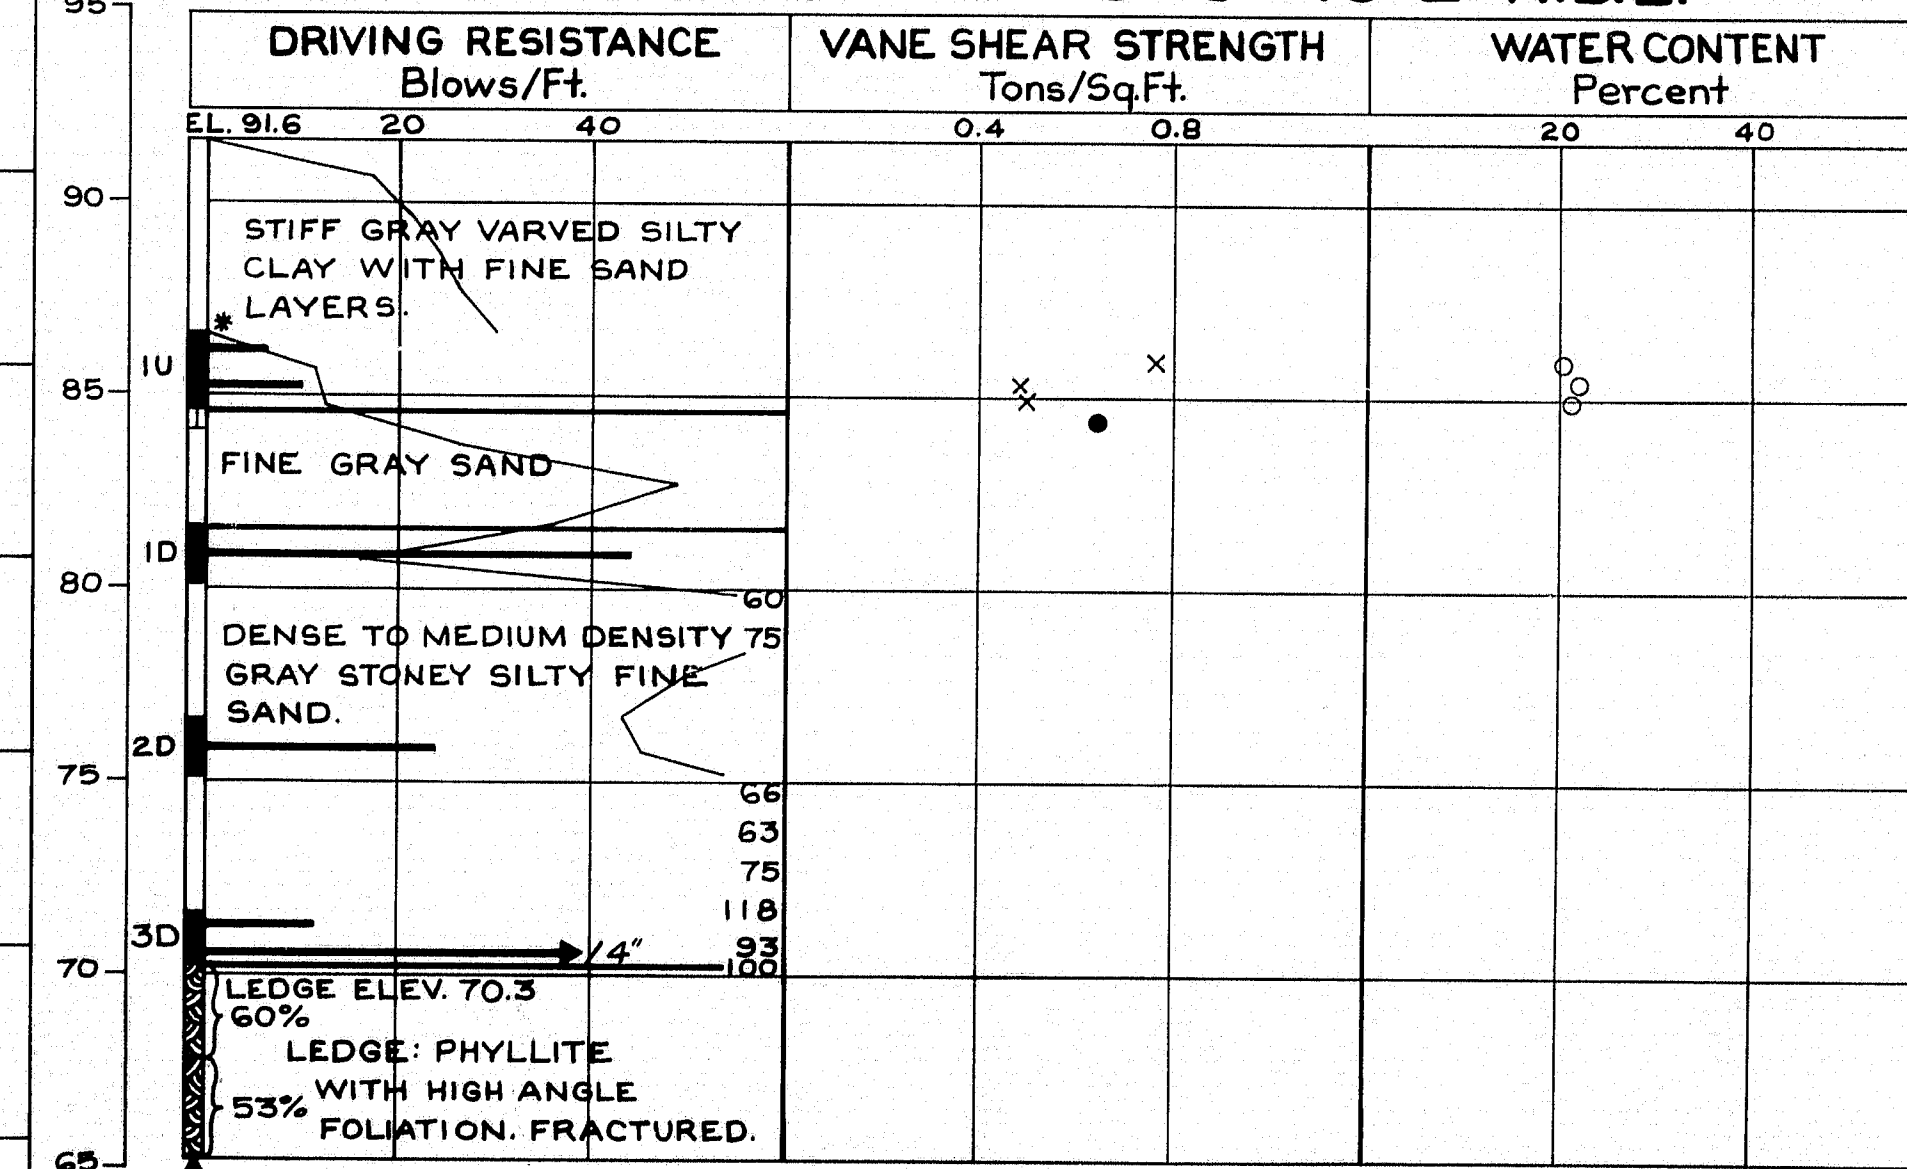 95
DRIVING RESISTANCE
Blows/Ft.
VANE SHEAR STRENGTH
Tons/Sq.Ft.
WATER CONTENT
Percent
EL. 91.6 20 40 0.4 0.8 20 40
90
STIFF GRAY VARVED SILTY
CLAY WITH FINE SAND
LAYERS.
*
1U
85
FINE GRAY SAND
1D
80
60
DENSE TO MEDIUM DENSITY 75
GRAY STONEY SILTY FINE
SAND.
2D
75
66
63
75
118
3D
/4" 93
70
100
LEDGE ELEV. 70.3
60%
LEDGE: PHYLLITE
WITH HIGH ANGLE
53%
FOLIATION. FRACTURED.
65